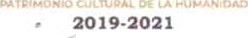 PATRIMONIO CULTURAL DE LA HUMANIDAD
2019-2021